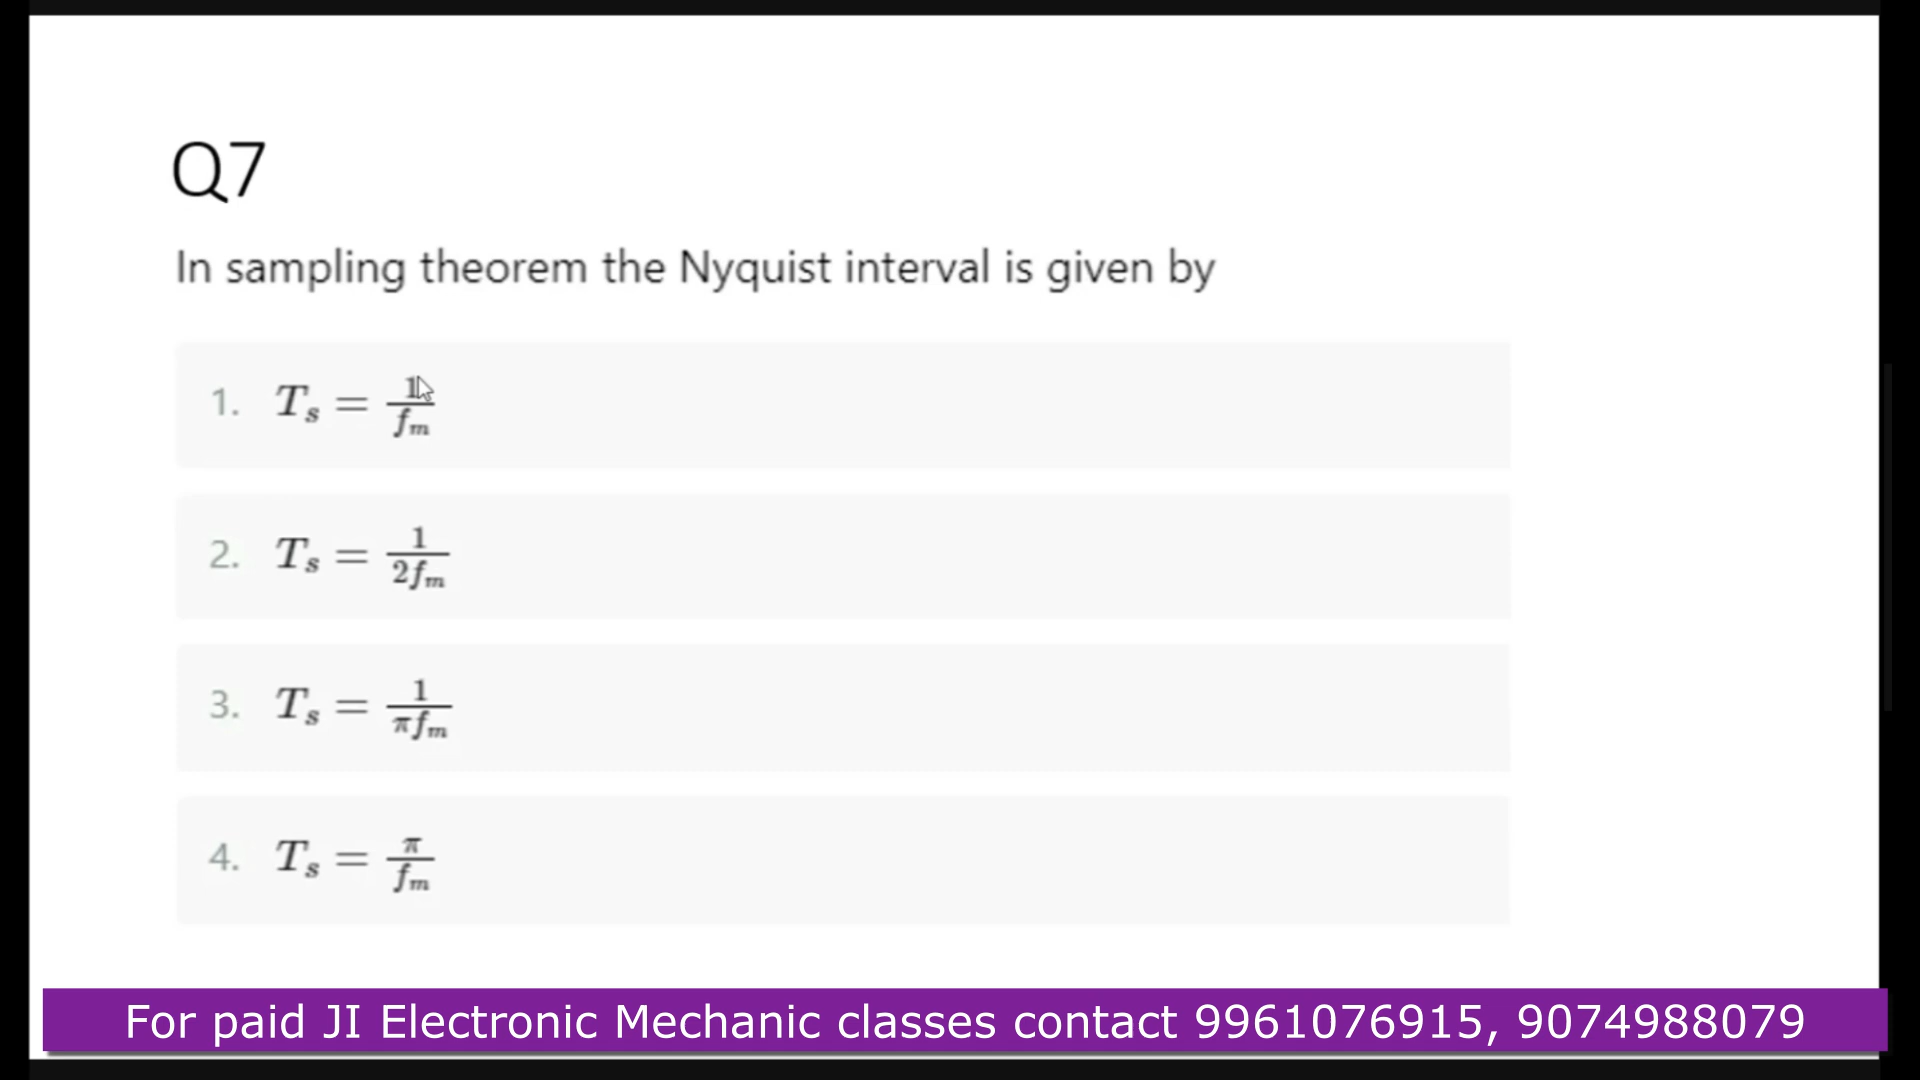 Q7
In sampling theorem the Nyquist interval is given by
1. Tₛ = 1/fₘ
2. Tₛ = 1/2fₘ
3. Tₛ = 1/πfₘ
4. Tₛ = π/fₘ
For paid JI Electronic Mechanic classes contact 9961076915, 9074988079